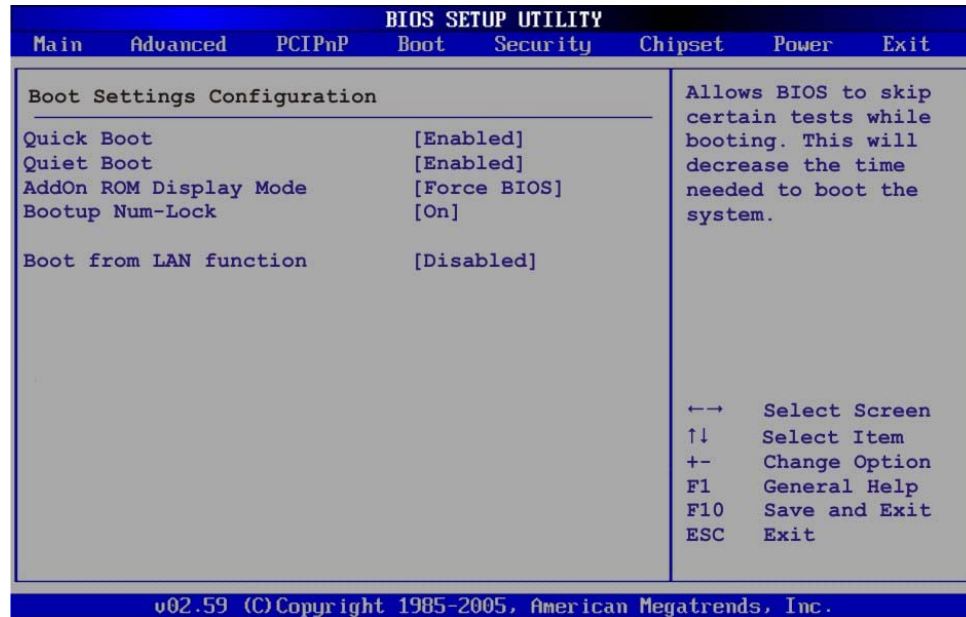 BIOS SETUP UTILITY
Main Advanced PCIPnP Boot Security Chipset Power Exit
Boot Settings Configuration
Quick Boot [Enabled]
Quiet Boot [Enabled]
AddOn ROM Display Mode [Force BIOS]
Bootup Num-Lock [On]
Boot from LAN function [Disabled]
Allows BIOS to skip
certain tests while
booting. This will
decrease the time
needed to boot the
system.
←→ Select Screen
↑↓ Select Item
+- Change Option
F1 General Help
F10 Save and Exit
ESC Exit
v02.59 (C)Copyright 1985-2005, American Megatrends, Inc.